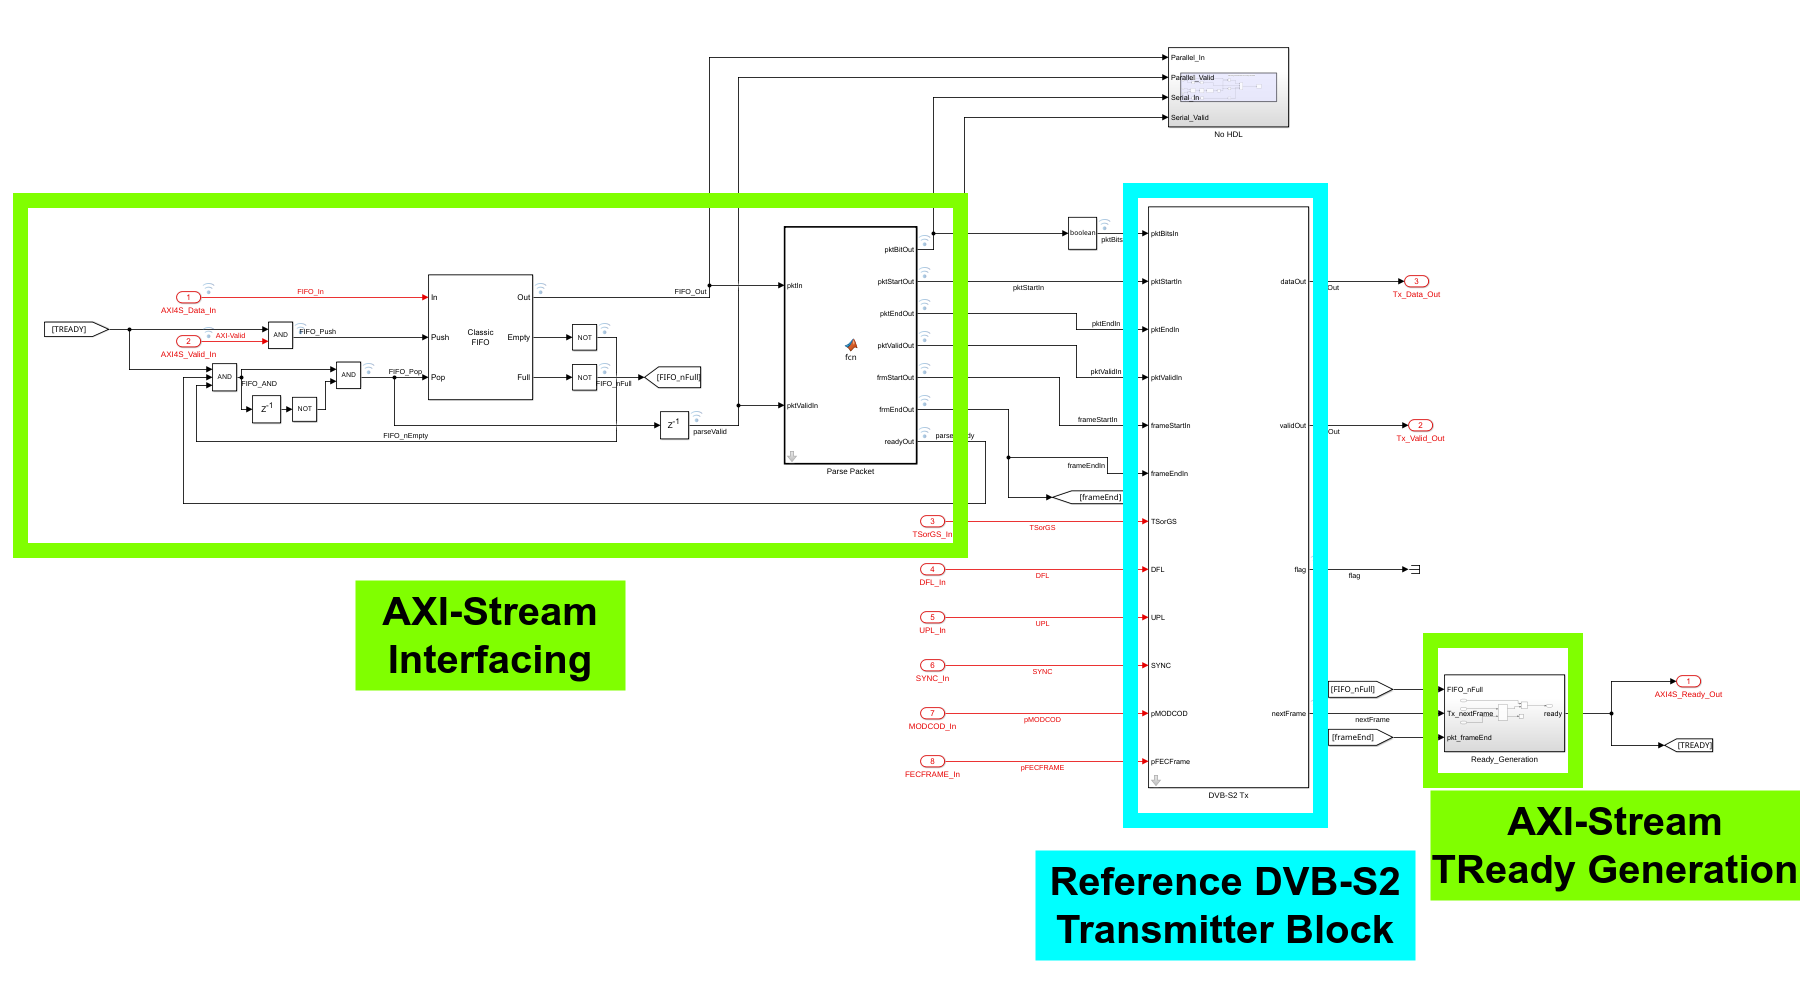 Parallel_In
Parallel_Valid
Serial_In
Serial_Valid
No HDL
[TREADY]
1
AXI4S_Data_In
FIFO_In
AXI-Valid
2
AXI4S_Valid_In
AND
FIFO_Push
AND
FIFO_AND
Z-1
NOT
AND
FIFO_Pop
In
Push
Pop
Classic
FIFO
Out
Empty
Full
NOT
NOT
FIFO_nFull
[FIFO_nFull]
FIFO_Out
FIFO_nEmpty
Z-1
parseValid
pktIn
pktValidIn
fcn
pktBitOut
pktStartOut
pktEndOut
pktValidOut
frmStartOut
frmEndOut
readyOut
Parse Packet
boolean
pktBits
pktStartIn
pktEndIn
pktValidIn
frameStartIn
frameEndIn
[frameEnd]
3
TSorGS_In
TSorGS
4
DFL_In
DFL
5
UPL_In
UPL
6
SYNC_In
SYNC
7
MODCOD_In
pMODCOD
8
FECFRAME_In
pFECFRAME
pktBitsIn
pktStartIn
pktEndIn
pktValidIn
frameStartIn
frameEndIn
TSorGS
DFL
UPL
SYNC
pMODCOD
pFECFrame
dataOut
validOut
flag
nextFrame
DVB-S2 Tx
Out
3
Tx_Data_Out
Out
2
Tx_Valid_Out
flag
[FIFO_nFull]
nextFrame
[frameEnd]
FIFO_nFull
Tx_nextFrame
pkt_frameEnd
ready
Ready_Generation
1
AXI4S_Ready_Out
[TREADY]
AXI-Stream
Interfacing
Reference DVB-S2
Transmitter Block
AXI-Stream
TReady Generation